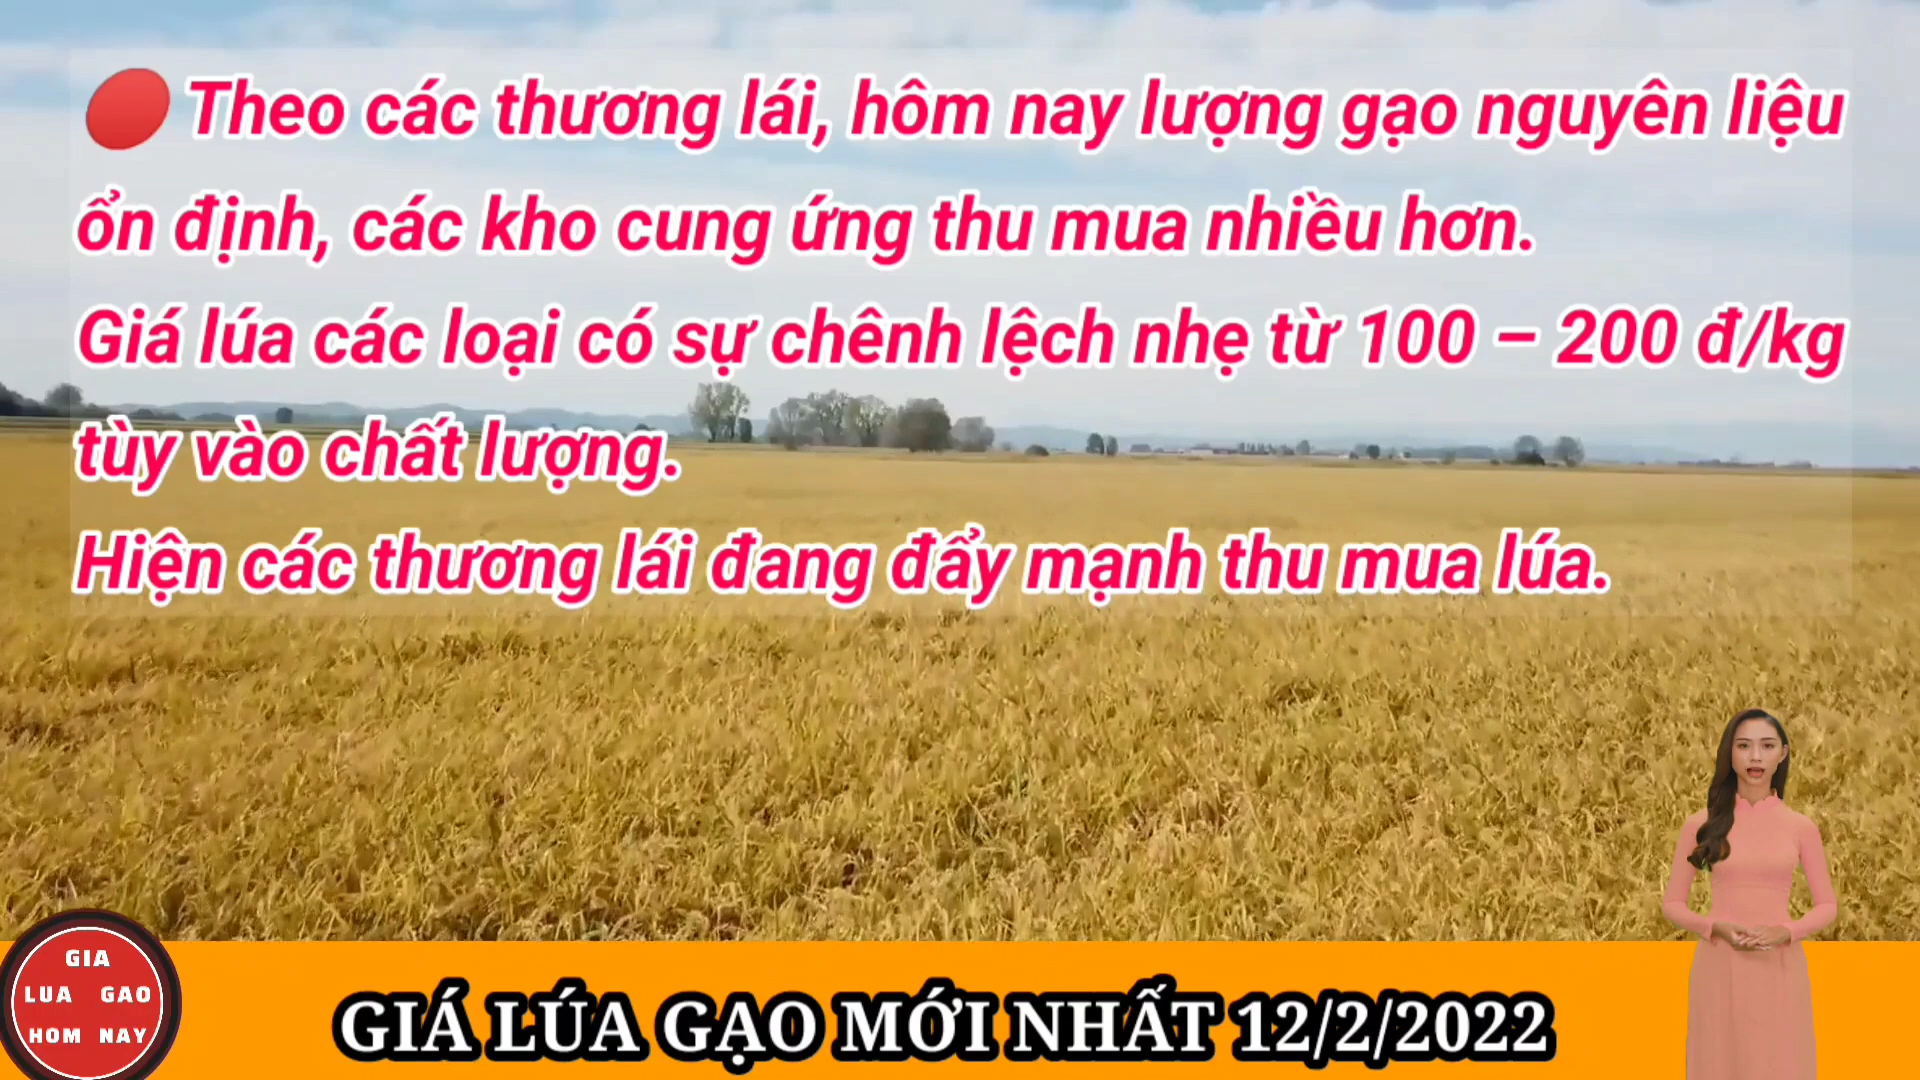 Theo các thương lái, hôm nay lượng gạo nguyên liệu
ổn định, các kho cung ứng thu mua nhiều hơn.
Giá lúa các loại có sự chênh lệch nhẹ từ 100 – 200 đ/kg
tùy vào chất lượng.
Hiện các thương lái đang đẩy mạnh thu mua lúa.
GIA
LUA GAO
HOM NAY
GIÁ LÚA GẠO MỚI NHẤT 12/2/2022